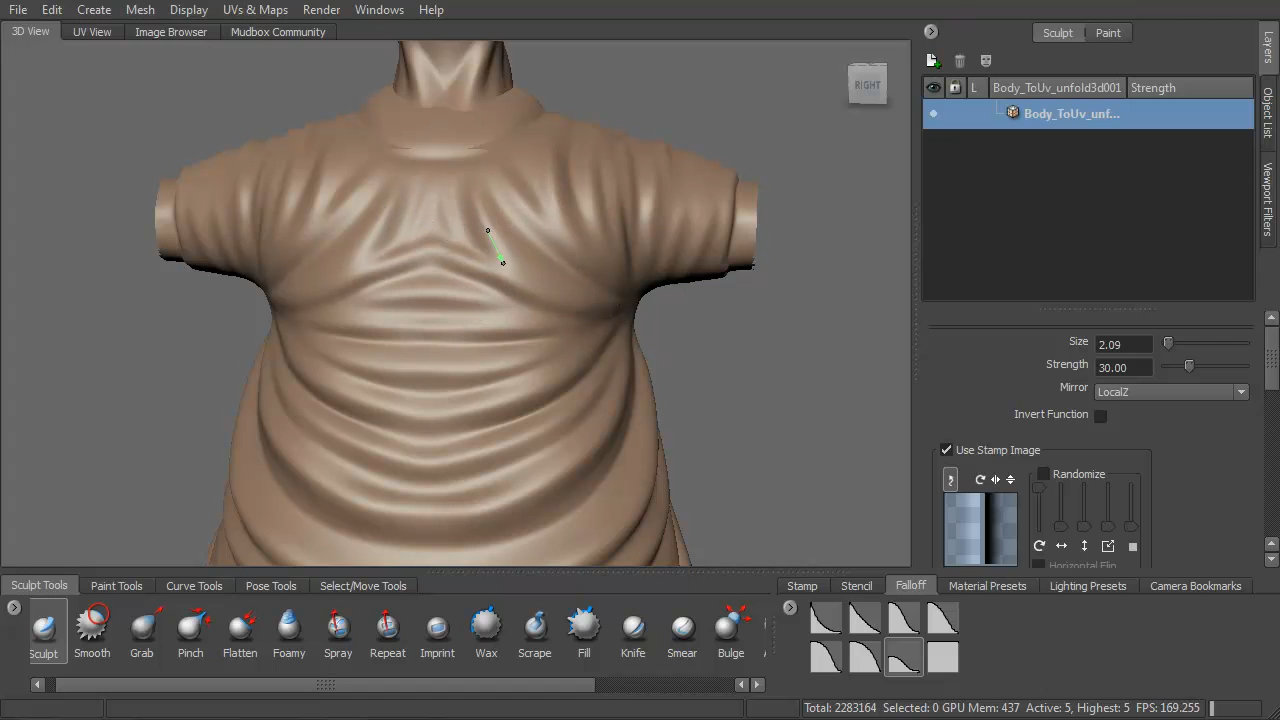 File Edit Create Mesh Display UVs & Maps Render Windows Help
3D View UV View Image Browser Mudbox Community
Sculpt Paint
RIGHT
L Body_ToUv_unfold3d001 Strength
Body_ToUv_unf...
Layers
Object List
Viewport Filters
Size 2.09
Strength 30.00
Mirror LocalZ
Invert Function
Use Stamp Image
Randomize
Horizontal Flip
Sculpt Tools Paint Tools Curve Tools Pose Tools Select/Move Tools
Stamp Stencil Falloff Material Presets Lighting Presets Camera Bookmarks
Sculpt Smooth Grab Pinch Flatten Foamy Spray Repeat Imprint Wax Scrape Fill Knife Smear Bulge
Total: 2283164 Selected: 0 GPU Mem: 437 Active: 5, Highest: 5 FPS: 169.255